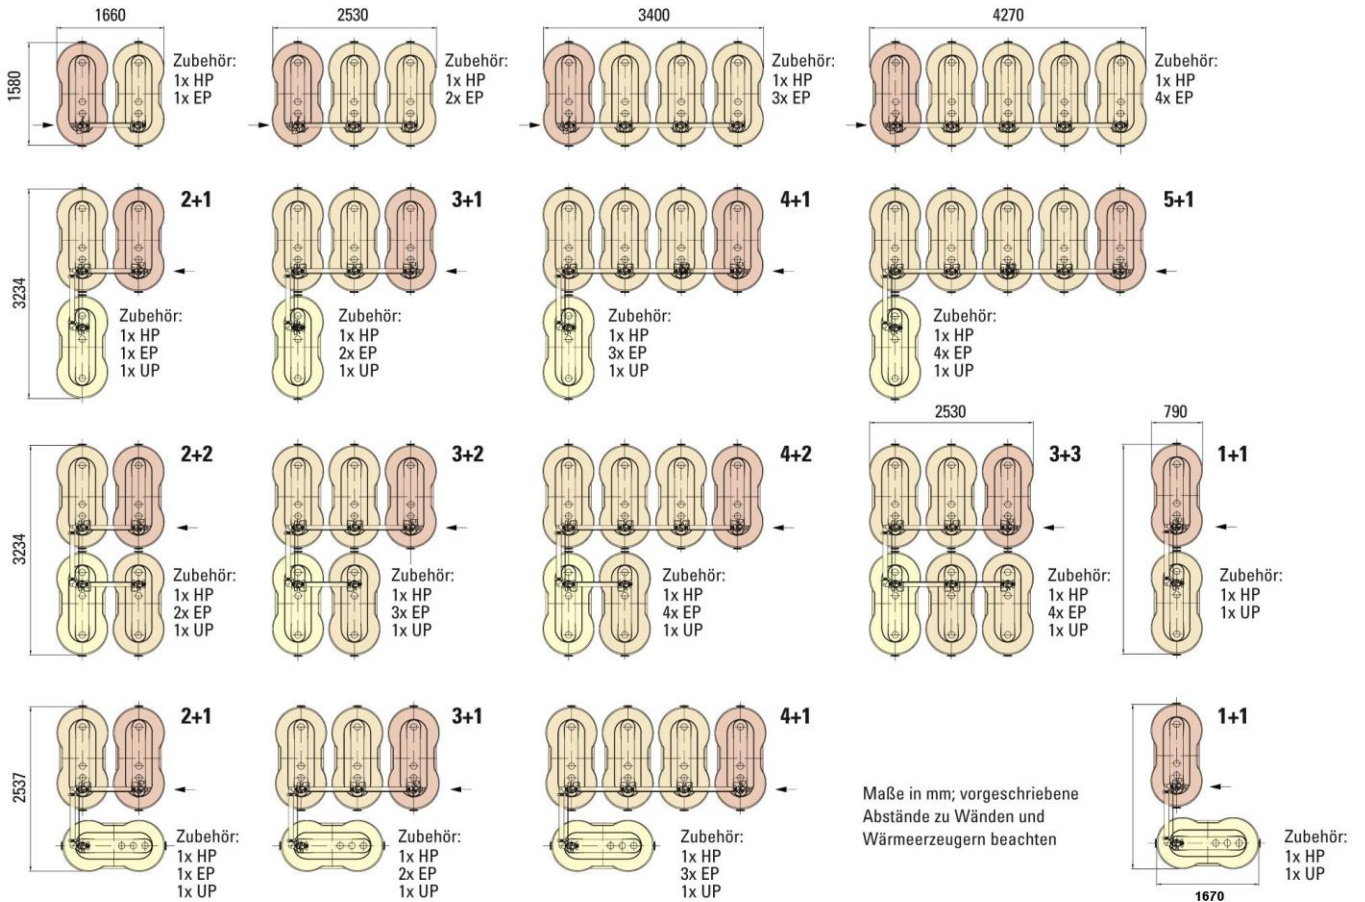 1660
2530
3400
4270
1580
Zubehör:
1x HP
1x EP
Zubehör:
1x HP
2x EP
Zubehör:
1x HP
3x EP
Zubehör:
1x HP
4x EP
3234
2+1
Zubehör:
1x HP
1x EP
1x UP
3+1
Zubehör:
1x HP
2x EP
1x UP
4+1
Zubehör:
1x HP
3x EP
1x UP
5+1
Zubehör:
1x HP
4x EP
1x UP
3234
2+2
Zubehör:
1x HP
2x EP
1x UP
3+2
Zubehör:
1x HP
3x EP
1x UP
4+2
Zubehör:
1x HP
4x EP
1x UP
2530
3+3
Zubehör:
1x HP
4x EP
1x UP
790
1+1
Zubehör:
1x HP
1x UP
2537
2+1
Zubehör:
1x HP
1x EP
1x UP
3+1
Zubehör:
1x HP
2x EP
1x UP
4+1
Zubehör:
1x HP
3x EP
1x UP
Maße in mm; vorgeschriebene
Abstände zu Wänden und
Wärmeerzeugern beachten
1+1
Zubehör:
1x HP
1x UP
1670